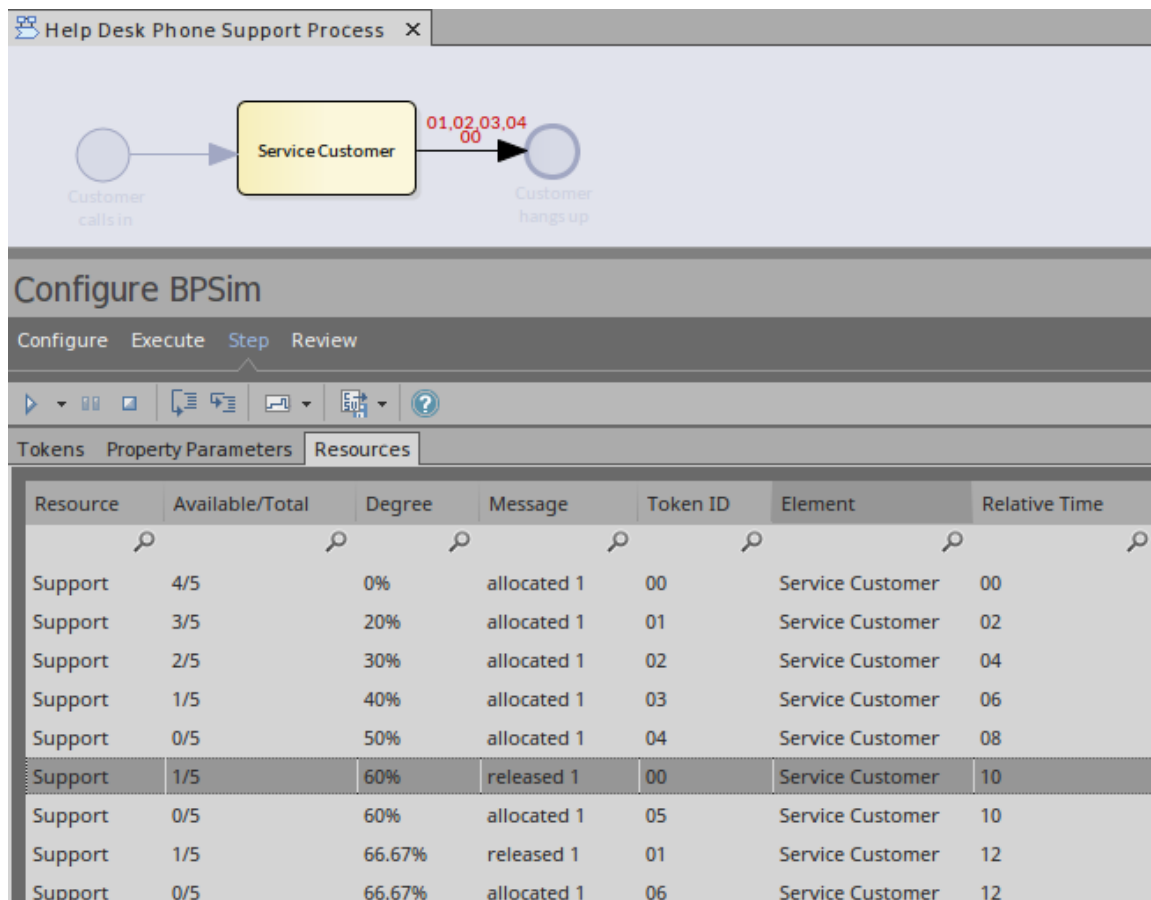 Help Desk Phone Support Process X
01,02,03,04
00
Service Customer
Customer
calls in
Customer
hangs up
Configure BPSim
Configure Execute Step Review
Tokens Property Parameters Resources
Resource Available/Total Degree Message Token ID Element Relative Time
Support 4/5 0% allocated 1 00 Service Customer 00
Support 3/5 20% allocated 1 01 Service Customer 02
Support 2/5 30% allocated 1 02 Service Customer 04
Support 1/5 40% allocated 1 03 Service Customer 06
Support 0/5 50% allocated 1 04 Service Customer 08
Support 1/5 60% released 1 00 Service Customer 10
Support 0/5 60% allocated 1 05 Service Customer 10
Support 1/5 66.67% released 1 01 Service Customer 12
Support 0/5 66.67% allocated 1 06 Service Customer 12